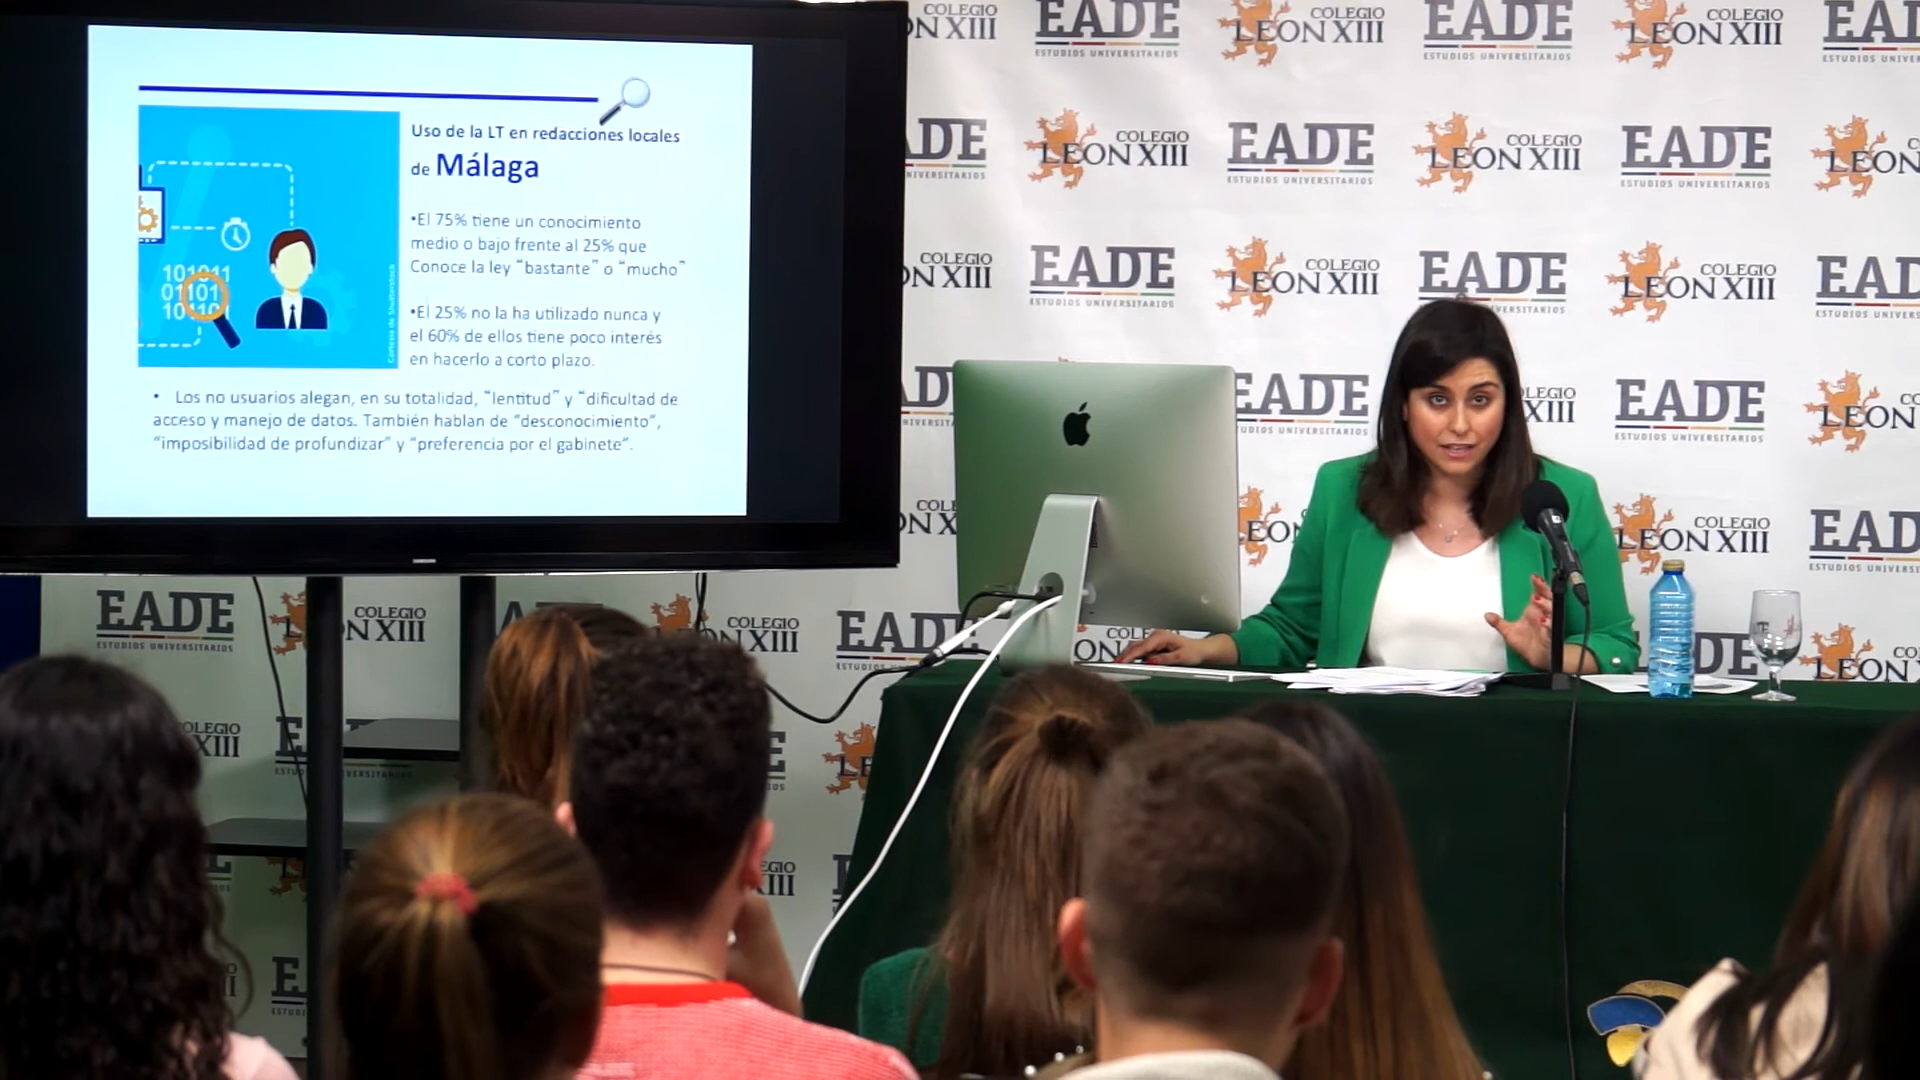 Uso de la LT en redacciones locales
de Málaga
•El 75% tiene un conocimiento
medio o bajo frente al 25% que
Conoce la ley "bastante" o "mucho"
•El 25% no la ha utilizado nunca y
el 60% de ellos tiene poco interés
en hacerlo a corto plazo.
• Los no usuarios alegan, en su totalidad, "lentitud" y "dificultad de
acceso y manejo de datos. También hablan de "desconocimiento",
"imposibilidad de profundizar" y "preferencia por el gabinete".
101011
01101
10101
Cortesía de Shutterstock
EADE
ESTUDIOS UNIVERSITARIOS
COLEGIO
LEON XIII